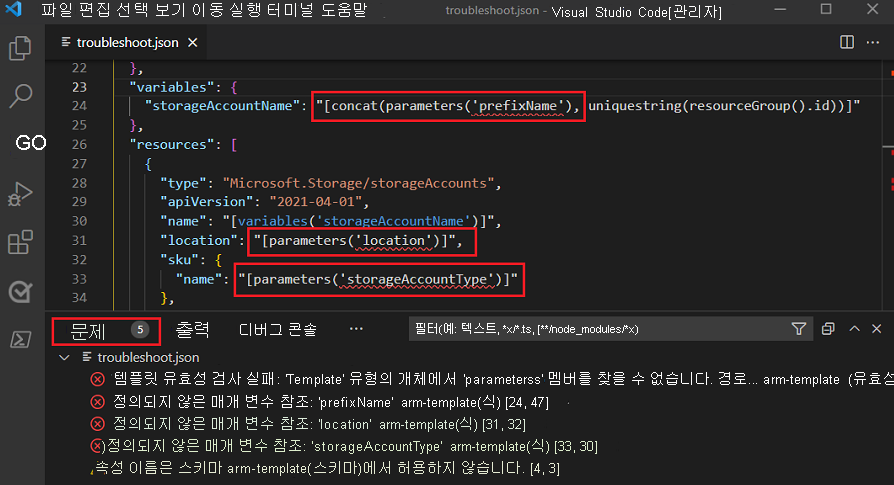 파일 편집 선택 보기 이동 실행 터미널 도움말
troubleshoot.json - Visual Studio Code[관리자]
troubleshoot.json
22 },
23 "variables": {
24 "storageAccountName": "[concat(parameters('prefixName'), uniquestring(resourceGroup().id))]"
25 },
GO
26 "resources": [
27 {
28 "type": "Microsoft.Storage/storageAccounts",
29 "apiVersion": "2021-04-01",
30 "name": "[variables('storageAccountName')]",
31 "location": "[parameters('location')]",
32 "sku": {
33 "name": "[parameters('storageAccountType')]"
34 },
문제 5 출력 디버그 콘솔 ···
필터(예: 텍스트, *x/*.ts, [**/node_modules/*x)
troubleshoot.json
템플릿 유효성 검사 실패: 'Template' 유형의 개체에서 'parameterss' 멤버를 찾을 수 없습니다. 경로... arm-template (유효성
정의되지 않은 매개 변수 참조: 'prefixName' arm-template(식) [24, 47]
정의되지 않은 매개 변수 참조: 'location' arm-template(식) [31, 32]
)정의되지 않은 매개 변수 참조: 'storageAccountType' arm-template(식) [33, 30]
속성 이름은 스키마 arm-template(스키마)에서 허용하지 않습니다. [4, 3]